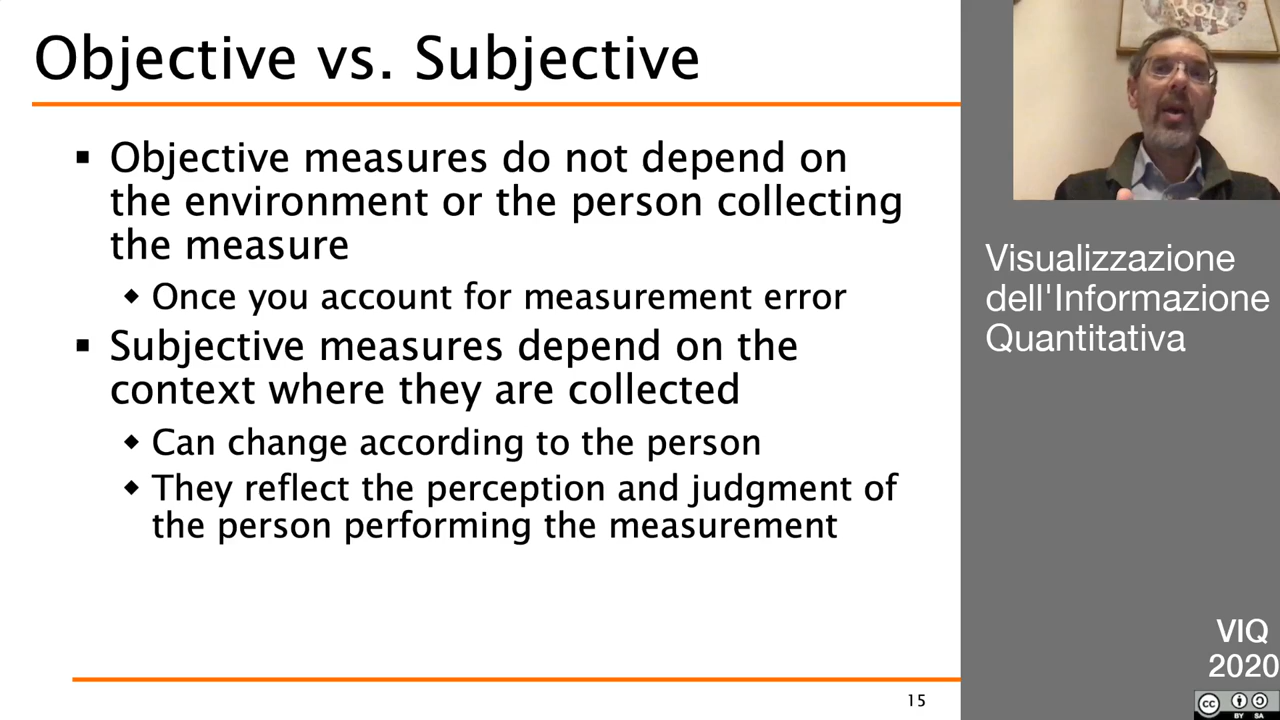 Objective vs. Subjective
▪ Objective measures do not depend on
the environment or the person collecting
the measure
◆ Once you account for measurement error
▪ Subjective measures depend on the
context where they are collected
◆ Can change according to the person
◆ They reflect the perception and judgment of
the person performing the measurement
15
Visualizzazione
dell'Informazione
Quantitativa
VIQ
2020
cc
BY SA